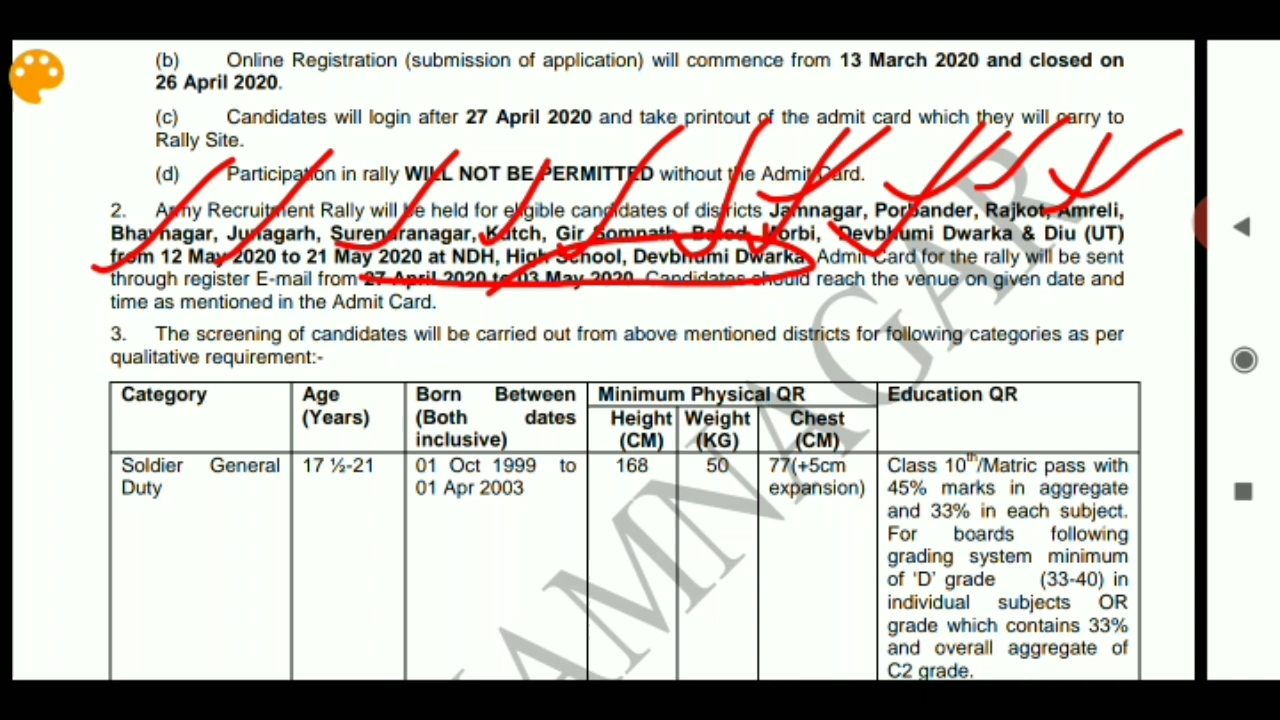 (b) Online Registration (submission of application) will commence from 13 March 2020 and closed on
26 April 2020.
(c) Candidates will login after 27 April 2020 and take printout of the admit card which they will carry to
Rally Site.
(d) Participation in rally WILL NOT BE PERMITTED without the Admit Card.
2. Army Recruitment Rally will be held for eligible candidates of districts Jamnagar, Porbander, Rajkot, Amreli,
Bhavnagar, Junagarh, Surendranagar, Kutch, Gir Somnath, Botod, Morbi, Devbhumi Dwarka & Diu (UT)
from 12 May 2020 to 21 May 2020 at NDH, High School, Devbhumi Dwarka. Admit Card for the rally will be sent
through register E-mail from 27 April 2020 to 03 May 2020. Candidates should reach the venue on given date and
time as mentioned in the Admit Card.
3. The screening of candidates will be carried out from above mentioned districts for following categories as per
qualitative requirement:-
Category Age Born Between Minimum Physical QR Education QR
(Years) (Both dates Height Weight Chest
inclusive) (CM) (KG) (CM)
Soldier General 17 ½-21 01 Oct 1999 to 168 50 77(+5cm Class 10th/Matric pass with
Duty 01 Apr 2003 expansion) 45% marks in aggregate
and 33% in each subject.
For boards following
grading system minimum
of 'D' grade (33-40) in
individual subjects OR
grade which contains 33%
and overall aggregate of
C2 grade.
AMNAGAR